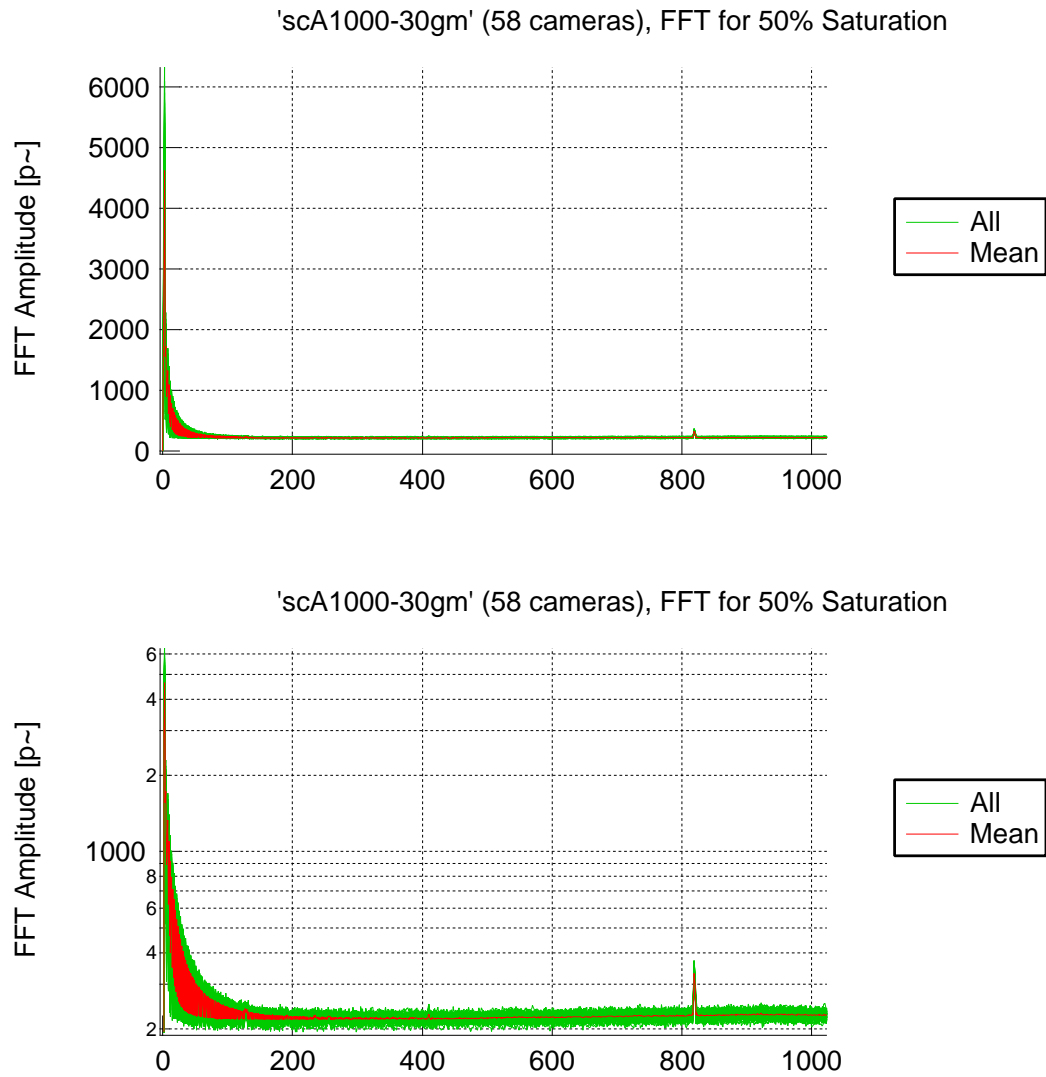 'scA1000-30gm' (58 cameras), FFT for 50% Saturation
FFT Amplitude [p~]
6000
5000
4000
3000
2000
1000
0
0 200 400 600 800 1000
All
Mean
'scA1000-30gm' (58 cameras), FFT for 50% Saturation
FFT Amplitude [p~]
6
4
2
1000
8
6
4
2
0 200 400 600 800 1000
All
Mean